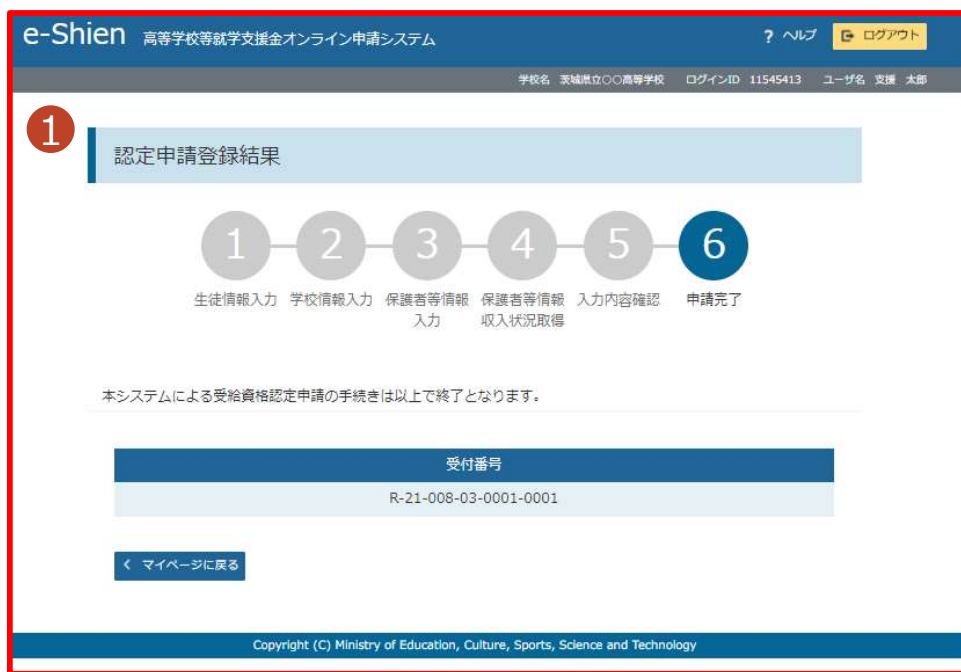 e-Shien 高等学校等就学支援金オンライン申請システム ? ヘルプ ログアウト
学校名 茨城県立○○高等学校 ログインID 11545413 ユーザ名 支援 太郎
1
認定申請登録結果
1 2 3 4 5 6
生徒情報入力 学校情報入力 保護者等情報入力 保護者等情報収入状況取得 入力内容確認 申請完了
本システムによる受給資格認定申請の手続きは以上で終了となります。
受付番号
R-21-008-03-0001-0001
マイページに戻る
Copyright (C) Ministry of Education, Culture, Sports, Science and Technology